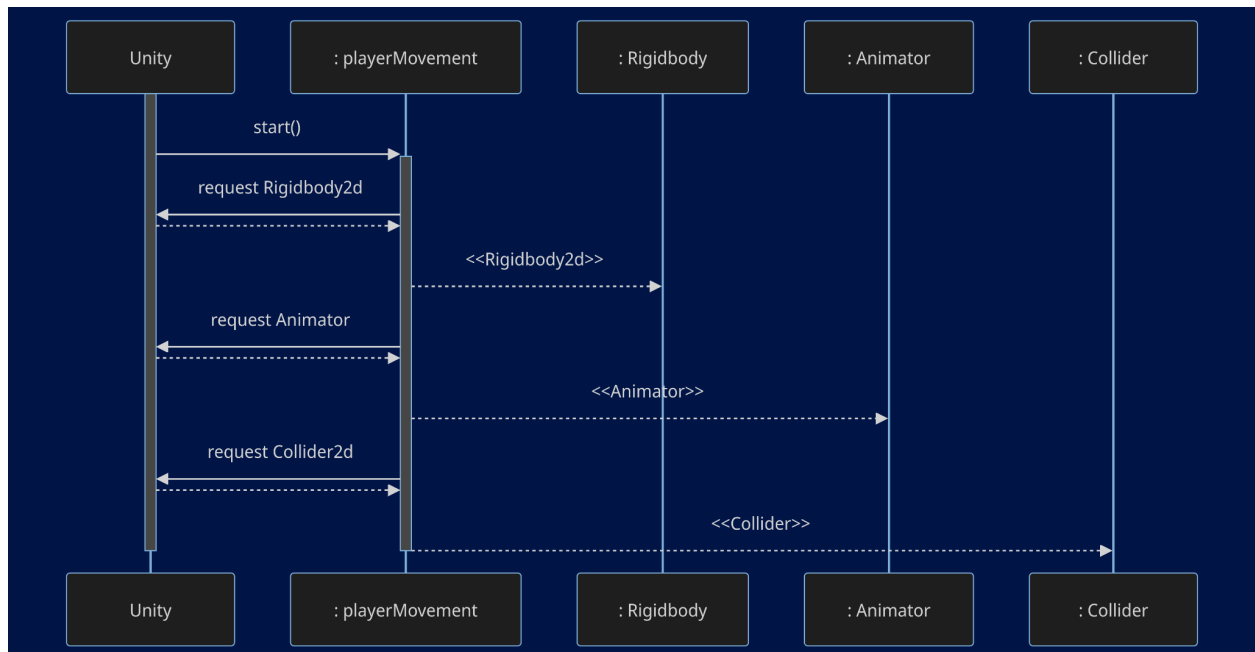 Unity
: playerMovement
: Rigidbody
: Animator
: Collider
start()
request Rigidbody2d
<<Rigidbody2d>>
request Animator
<<Animator>>
request Collider2d
<<Collider>>
Unity
: playerMovement
: Rigidbody
: Animator
: Collider